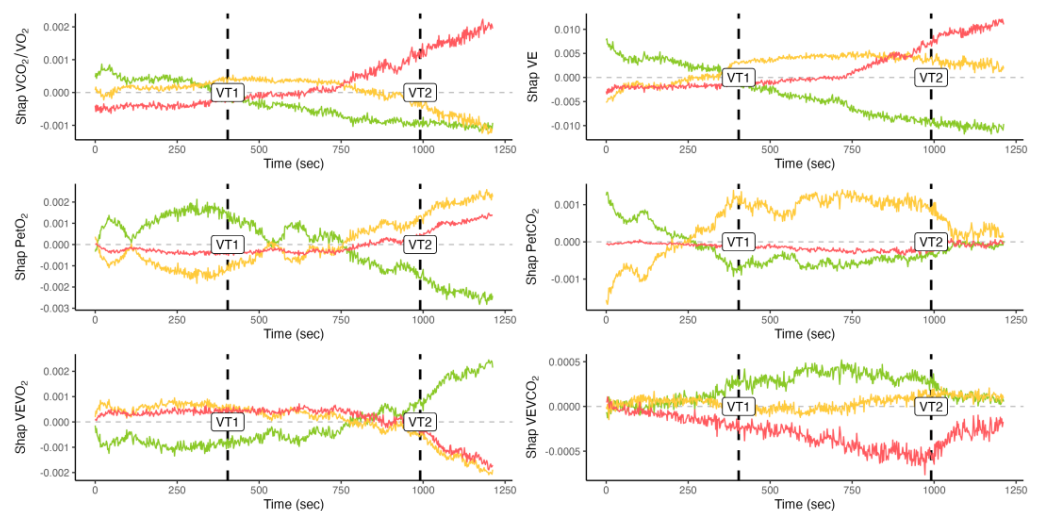 Shap VCO2/VO2
0.002
0.001
0.000
-0.001
VT1
VT2
0
250
500
750
1000
1250
Time (sec)
Shap VE
0.010
0.005
0.000
-0.005
-0.010
VT1
VT2
0
250
500
750
1000
1250
Time (sec)
Shap PetO2
0.002
0.001
0.000
-0.001
-0.002
-0.003
VT1
VT2
0
250
500
750
1000
1250
Time (sec)
Shap PetCO2
0.001
0.000
-0.001
VT1
VT2
0
250
500
750
1000
1250
Time (sec)
Shap VEVO2
0.002
0.001
0.000
-0.001
-0.002
VT1
VT2
0
250
500
750
1000
1250
Time (sec)
Shap VEVCO2
0.0005
0.0000
-0.0005
VT1
VT2
0
250
500
750
1000
1250
Time (sec)